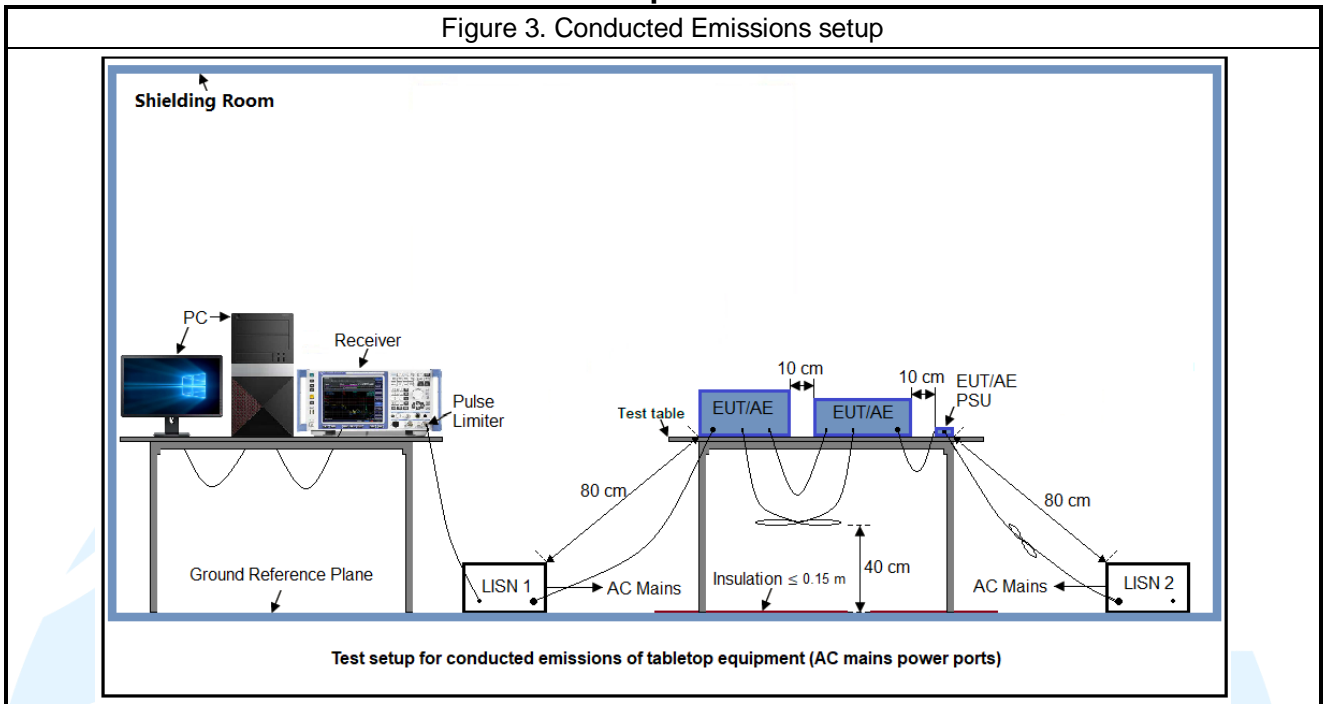 Figure 3. Conducted Emissions setup
Shielding Room
PC
Receiver
Pulse
Limiter
10 cm
10 cm
EUT/AE
PSU
Test table
EUT/AE
EUT/AE
80 cm
80 cm
Ground Reference Plane
LISN 1
AC Mains
Insulation ≤ 0.15 m
40 cm
AC Mains
LISN 2
Test setup for conducted emissions of tabletop equipment (AC mains power ports)